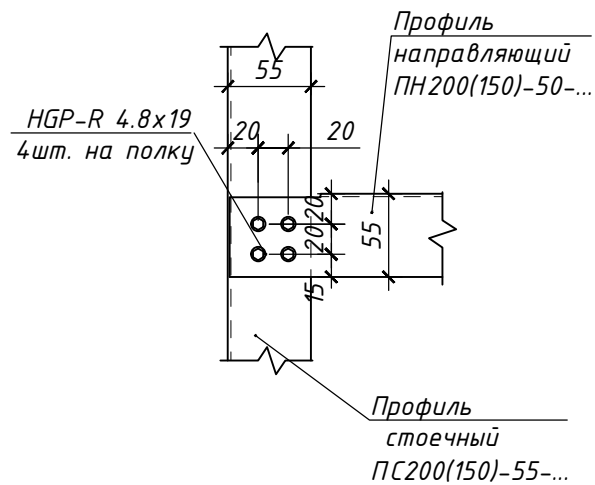 Профиль
направляющий
ПН200(150)-50-...
55
HGP-R 4.8x19
4шт. на полку
20
20
20
20
15
55
Профиль
стоечный
ПС200(150)-55-...